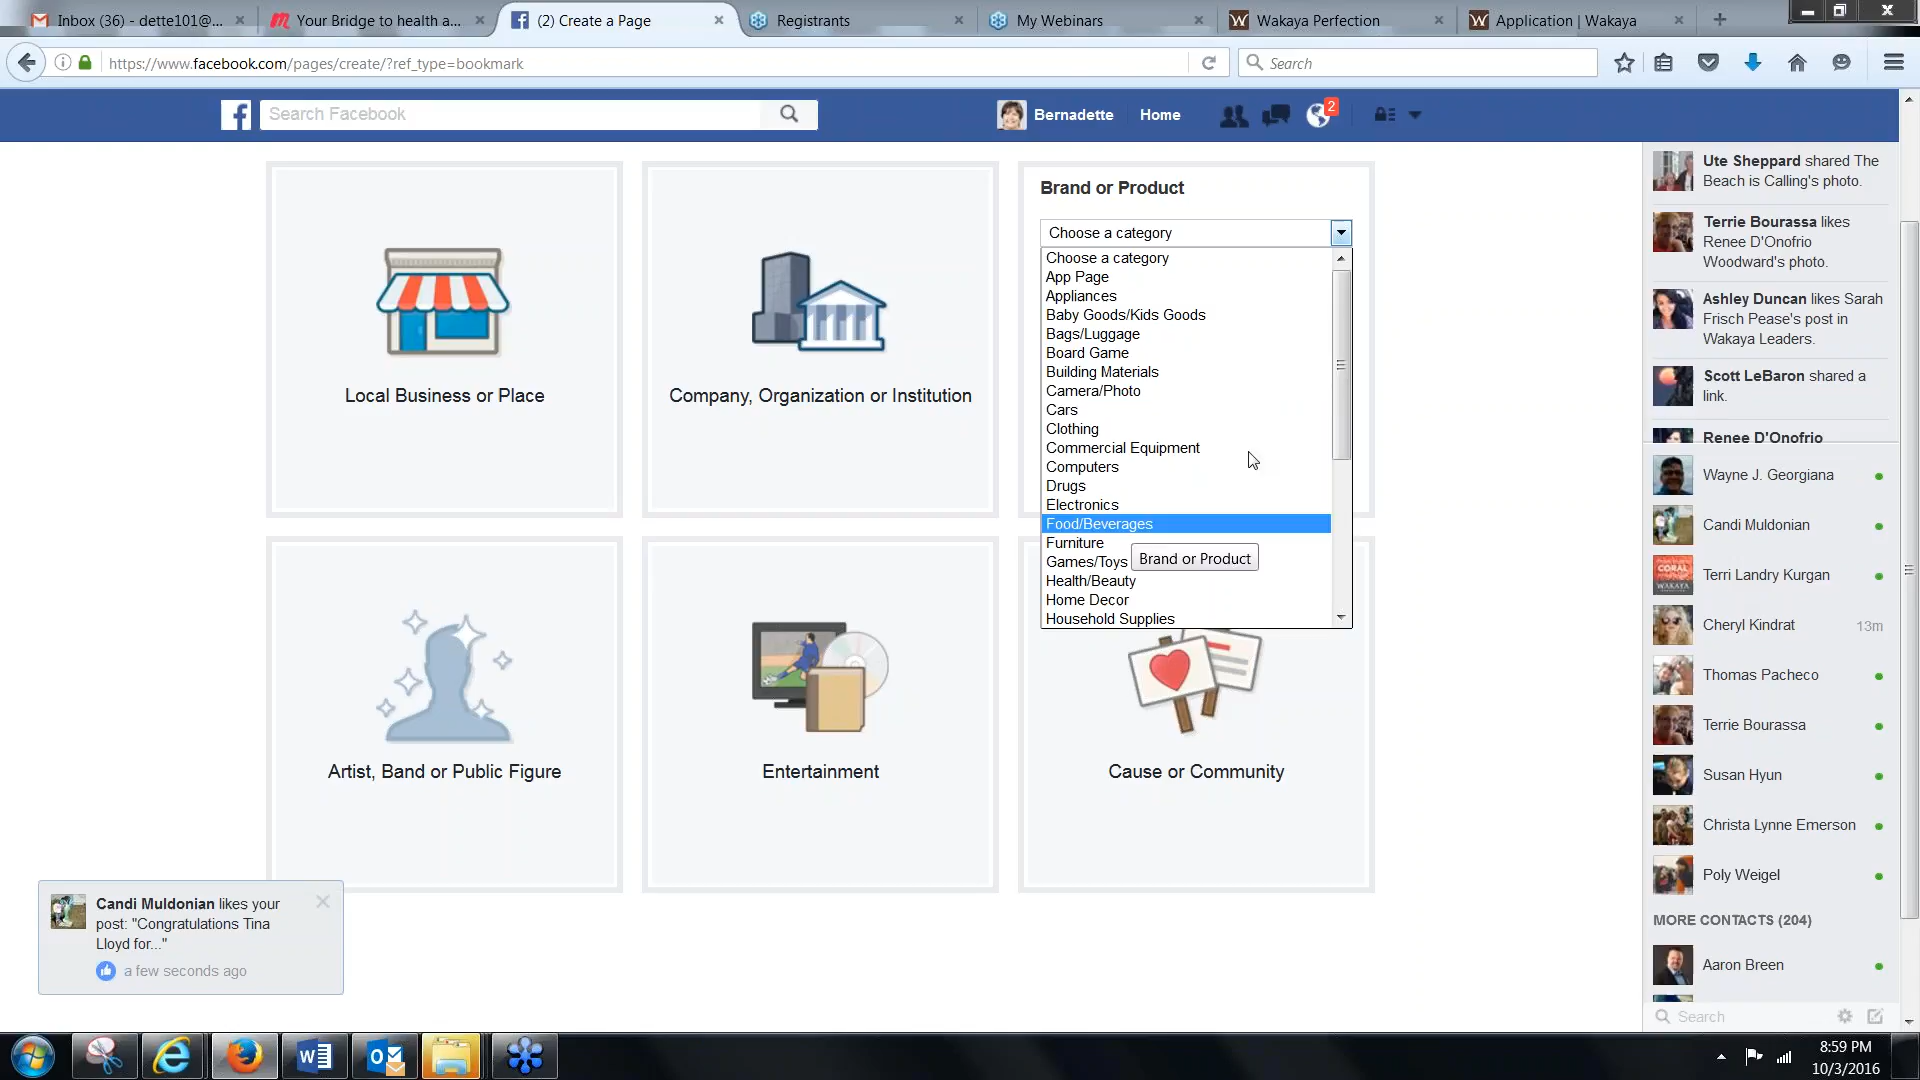 Inbox (36) - dette101@...
Your Bridge to health a...
(2) Create a Page
Registrants
My Webinars
Wakaya Perfection
Application | Wakaya
https://www.facebook.com/pages/create/?ref_type=bookmark
Search
Search Facebook
Bernadette
Home
2
Local Business or Place
Company, Organization or Institution
Brand or Product
Choose a category
Choose a category
App Page
Appliances
Baby Goods/Kids Goods
Bags/Luggage
Board Game
Building Materials
Camera/Photo
Cars
Clothing
Commercial Equipment
Computers
Drugs
Electronics
Food/Beverages
Furniture
Games/Toys
Brand or Product
Health/Beauty
Home Decor
Household Supplies
Artist, Band or Public Figure
Entertainment
Cause or Community
Candi Muldonian likes your
post: "Congratulations Tina
Lloyd for..."
a few seconds ago
Ute Sheppard shared The
Beach is Calling's photo.
Terrie Bourassa likes
Renee D'Onofrio
Woodward's photo.
Ashley Duncan likes Sarah
Frisch Pease's post in
Wakaya Leaders.
Scott LeBaron shared a
link.
Renee D'Onofrio
Wayne J. Georgiana
Candi Muldonian
Terri Landry Kurgan
Cheryl Kindrat
13m
Thomas Pacheco
Terrie Bourassa
Susan Hyun
Christa Lynne Emerson
Poly Weigel
MORE CONTACTS (204)
Aaron Breen
Search
8:59 PM
10/3/2016